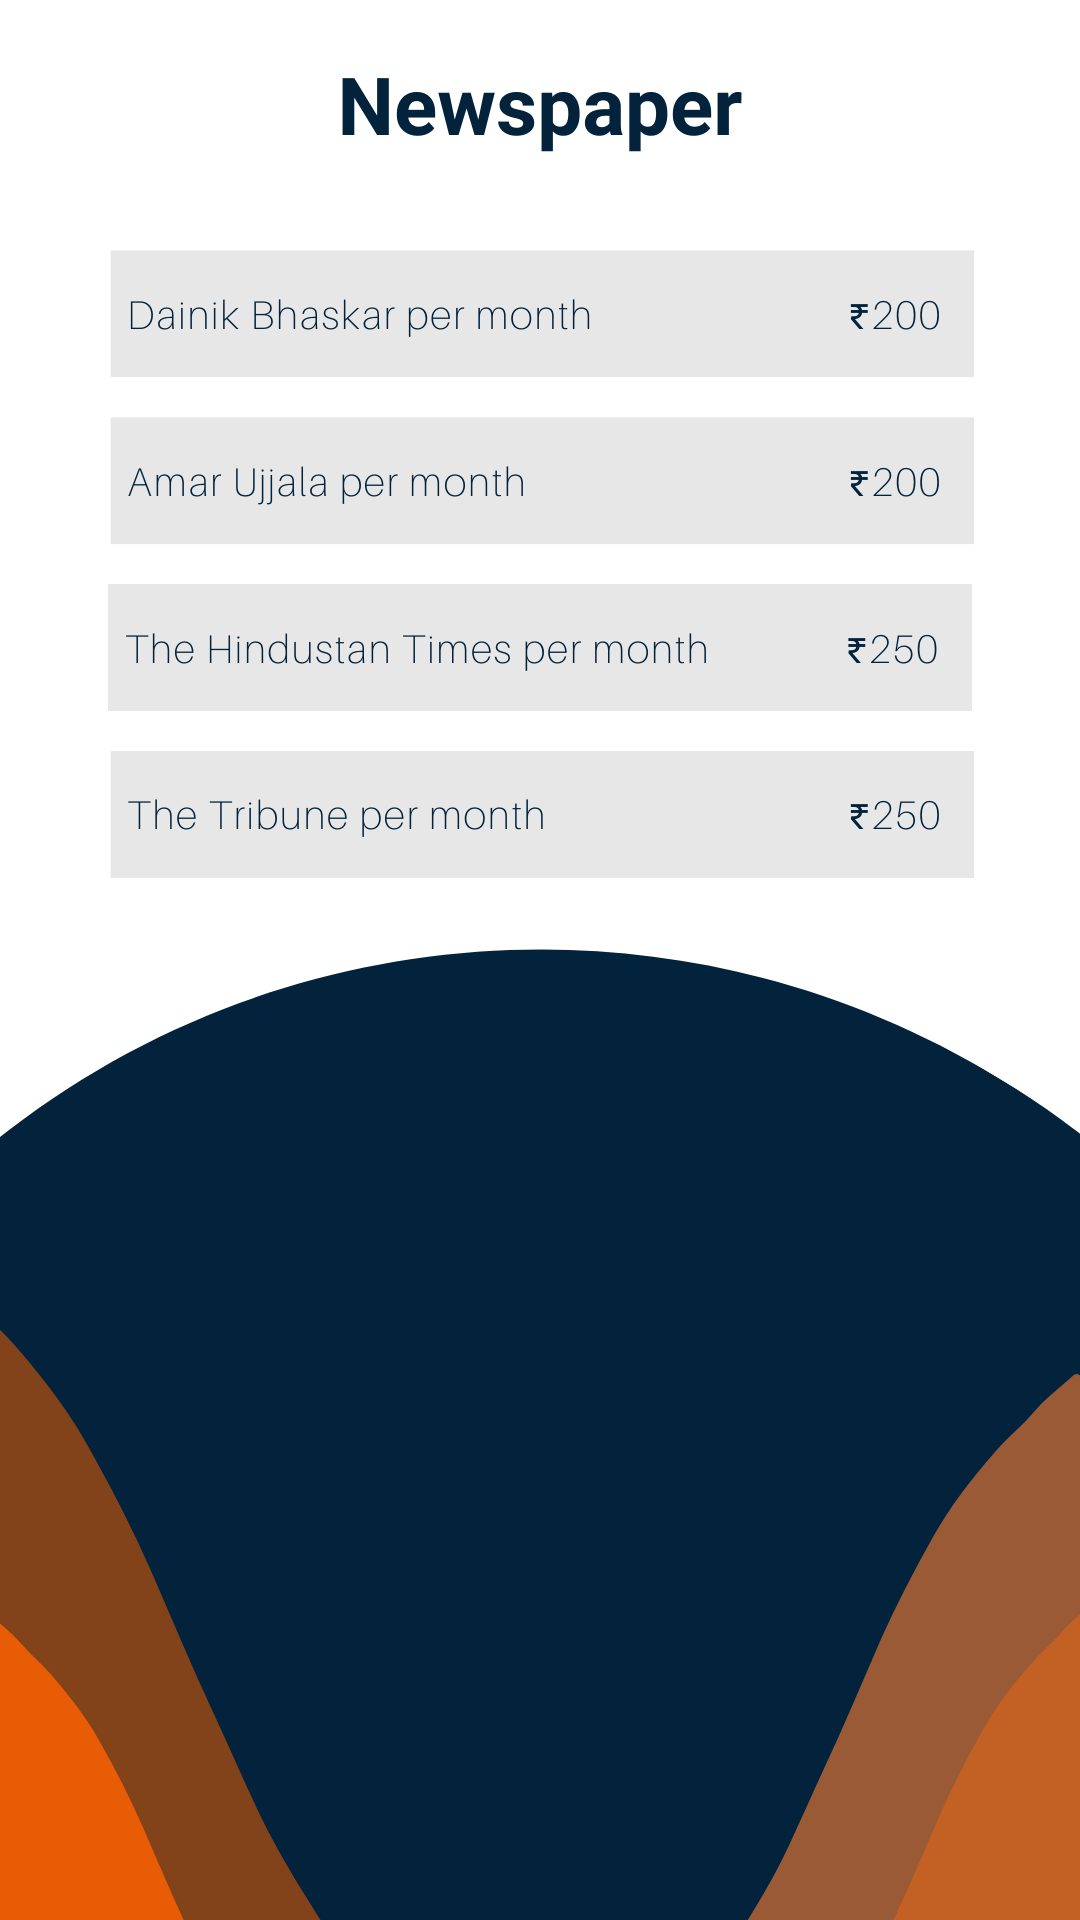 Newspaper
Dainik Bhaskar per month ₹200
Amar Ujjala per month ₹200
The Hindustan Times per month ₹250
The Tribune per month ₹250